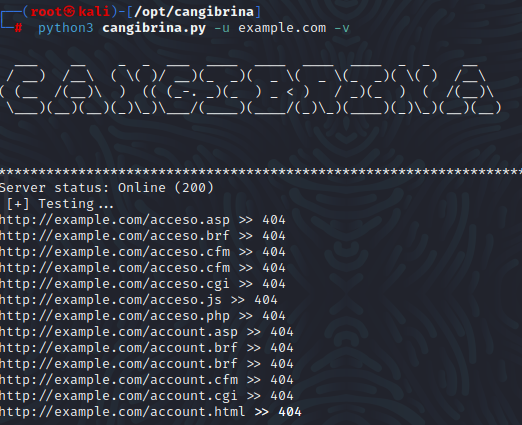 ┌──(root㉿kali)-[/opt/cangibrina]
└─# python3 cangibrina.py -u example.com -v
CANGIBRINA
*****************************************************************
Server status: Online (200)
[+] Testing...
http://example.com/acceso.asp >> 404
http://example.com/acceso.brf >> 404
http://example.com/acceso.cfm >> 404
http://example.com/acceso.cfm >> 404
http://example.com/acceso.cgi >> 404
http://example.com/acceso.js >> 404
http://example.com/acceso.php >> 404
http://example.com/account.asp >> 404
http://example.com/account.brf >> 404
http://example.com/account.brf >> 404
http://example.com/account.cfm >> 404
http://example.com/account.cgi >> 404
http://example.com/account.html >> 404